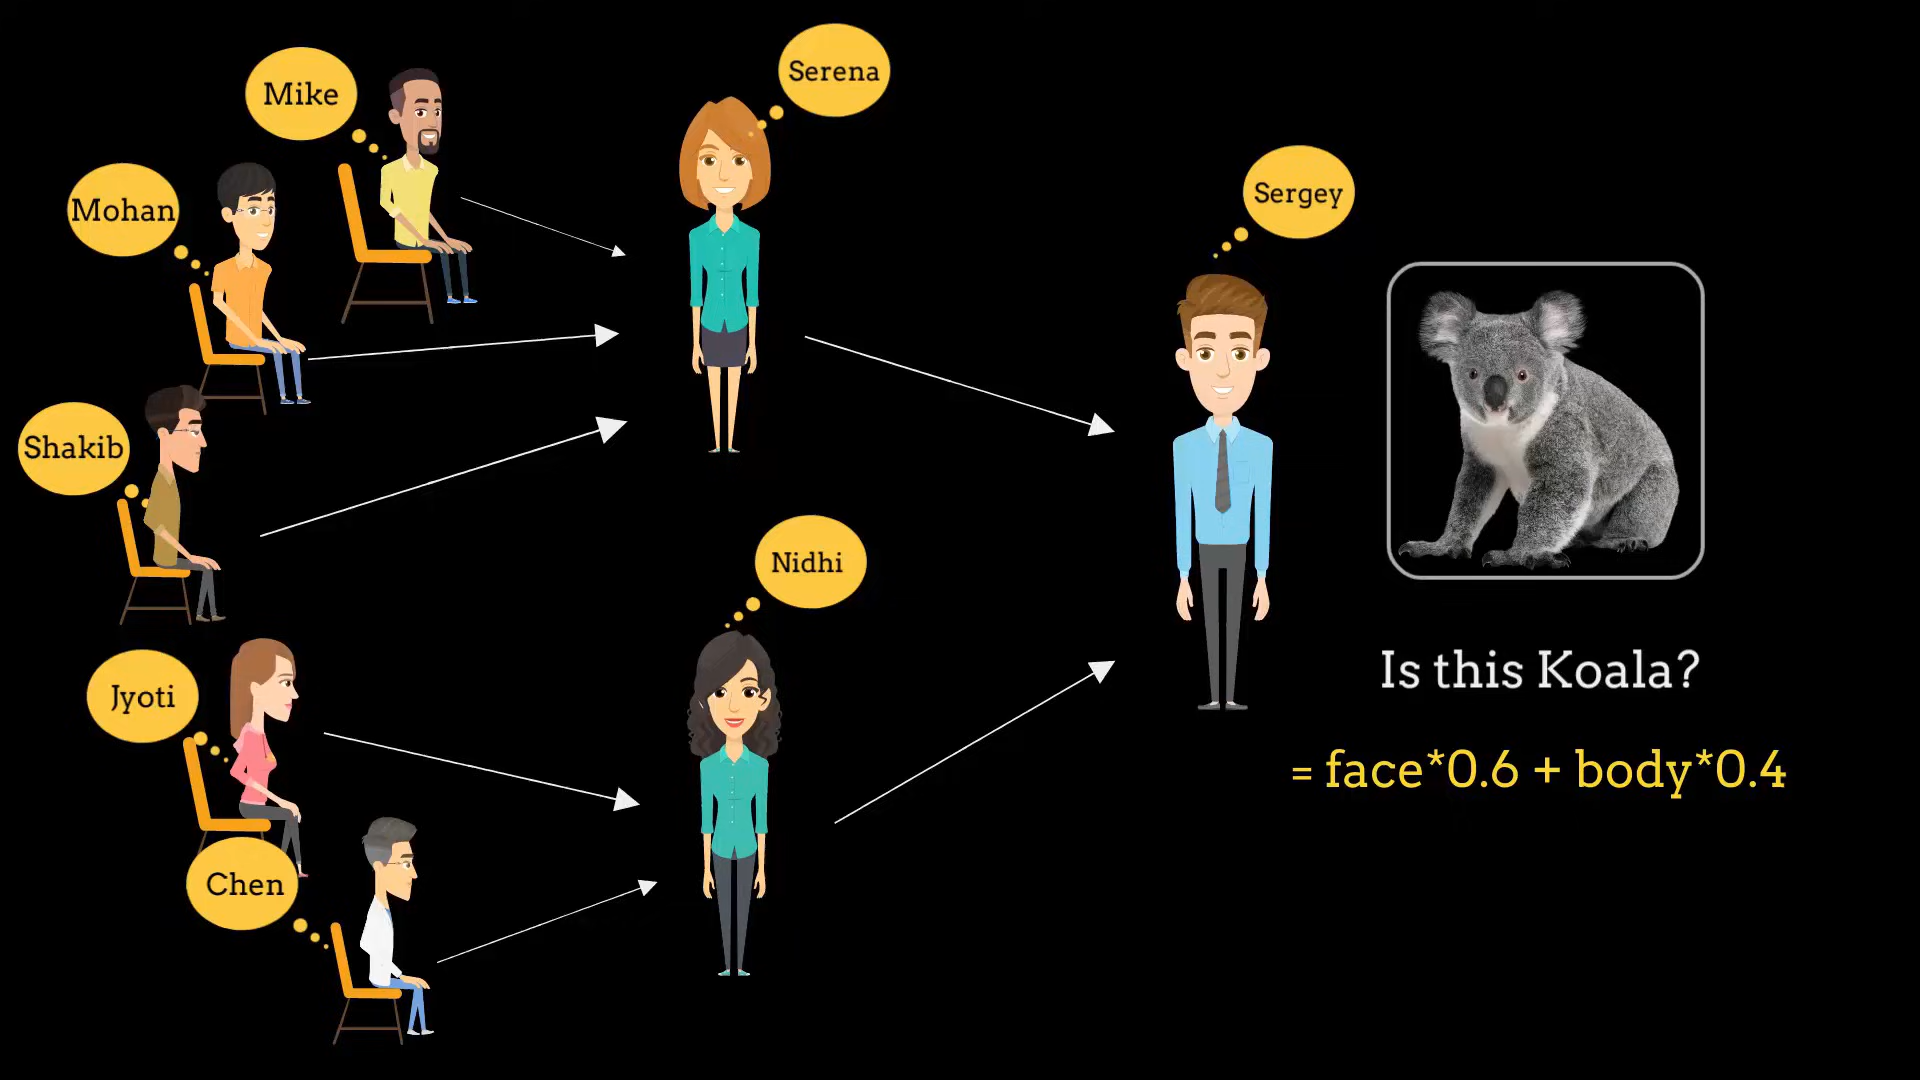 Mike
Serena
Mohan
Sergey
Shakib
Nidhi
Jyoti
Chen
Is this Koala?
= face*0.6 + body*0.4